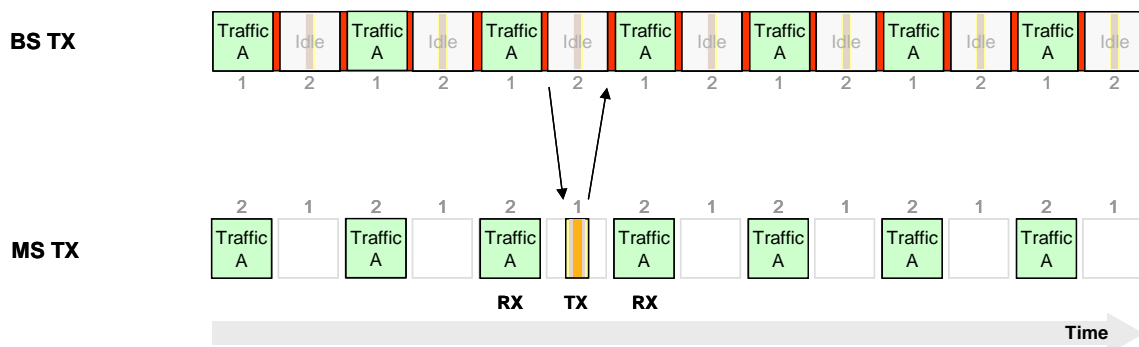 BS TX
Traffic A Idle Traffic A Idle Traffic A Idle Traffic A Idle Traffic A Idle Traffic A Idle Traffic A Idle
1 2 1 2 1 2 1 2 1 2 1 2 1 2
2 1 2 1 2 1 2 1 2 1 2 1 2 1
MS TX
Traffic A Traffic A Traffic A Traffic A Traffic A Traffic A Traffic A
RX TX RX
Time